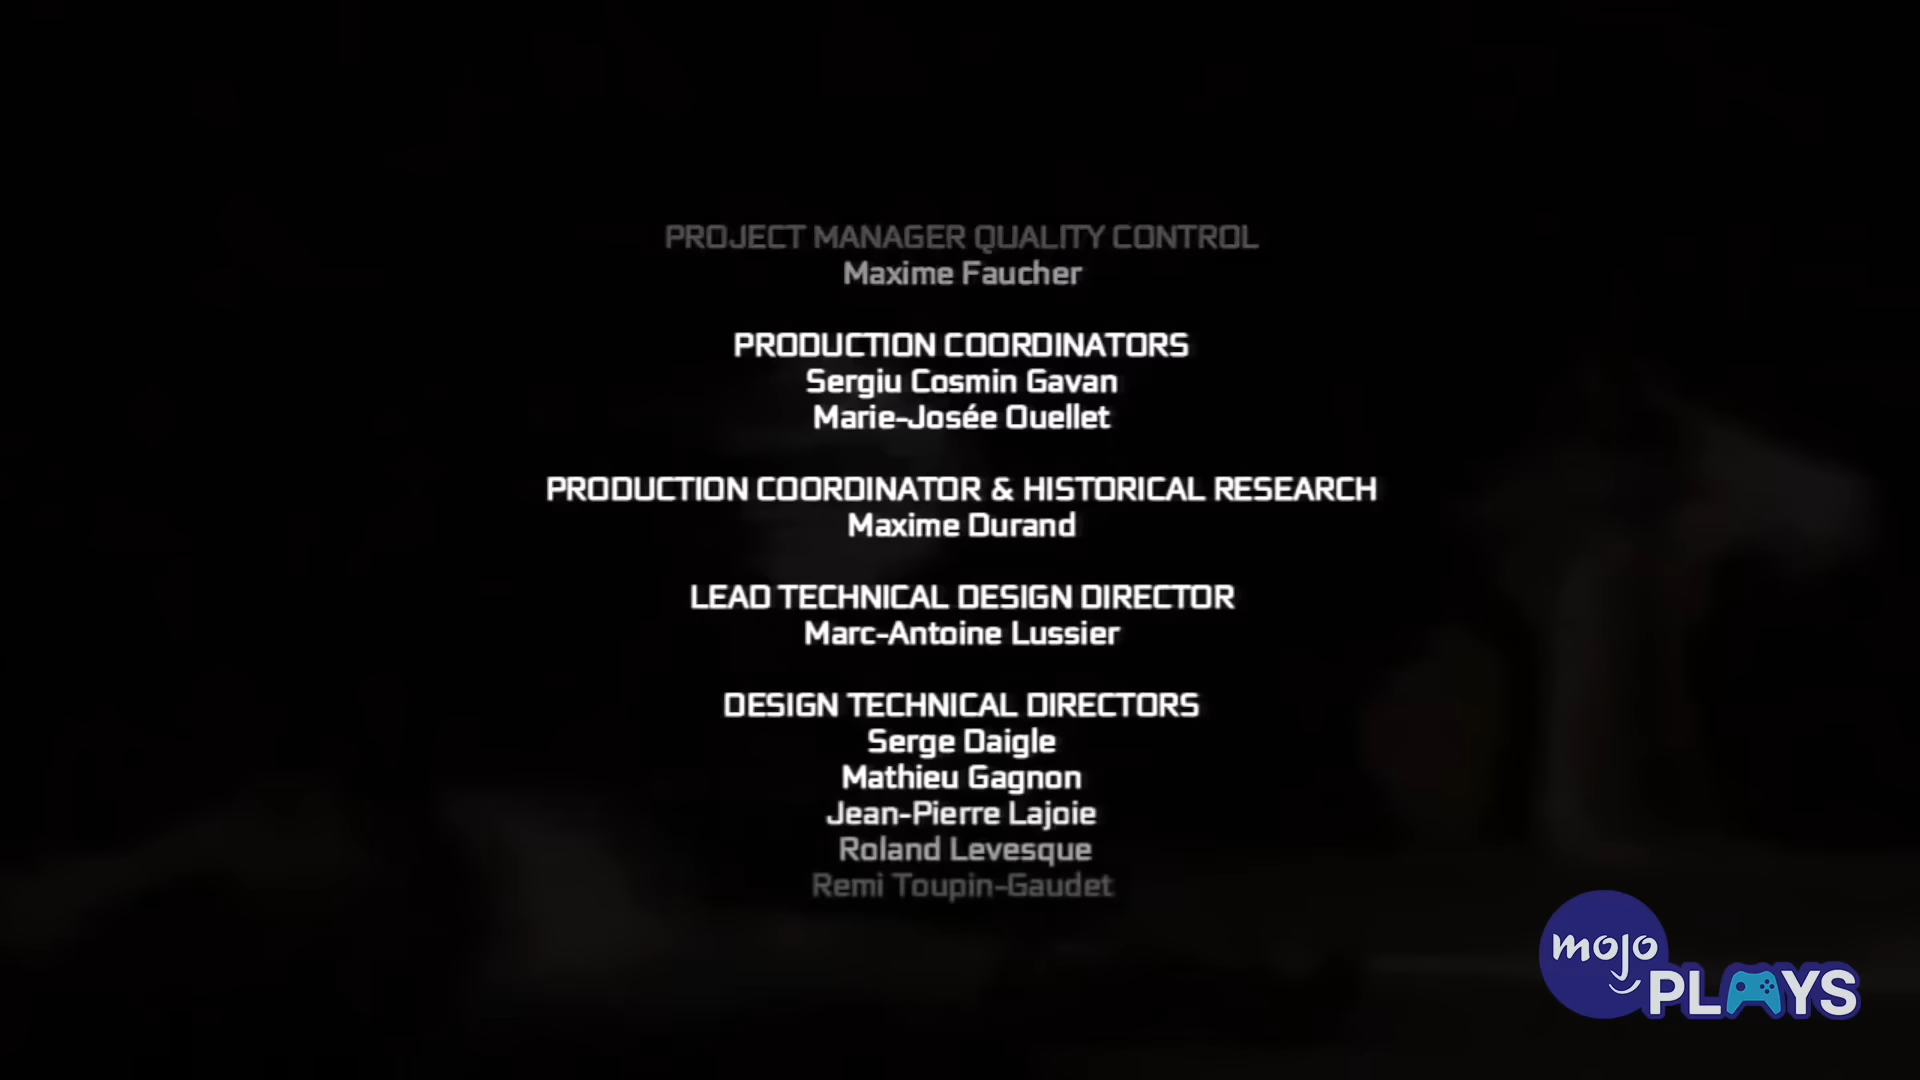 PROJECT MANAGER QUALITY CONTROL
Maxime Faucher
PRODUCTION COORDINATORS
Sergiu Cosmin Gavan
Marie-Josée Ouellet
PRODUCTION COORDINATOR & HISTORICAL RESEARCH
Maxime Durand
LEAD TECHNICAL DESIGN DIRECTOR
Marc-Antoine Lussier
DESIGN TECHNICAL DIRECTORS
Serge Daigle
Mathieu Gagnon
Jean-Pierre Lajoie
Roland Levesque
Remi Toupin-Gaudet
mojo
PLAYS